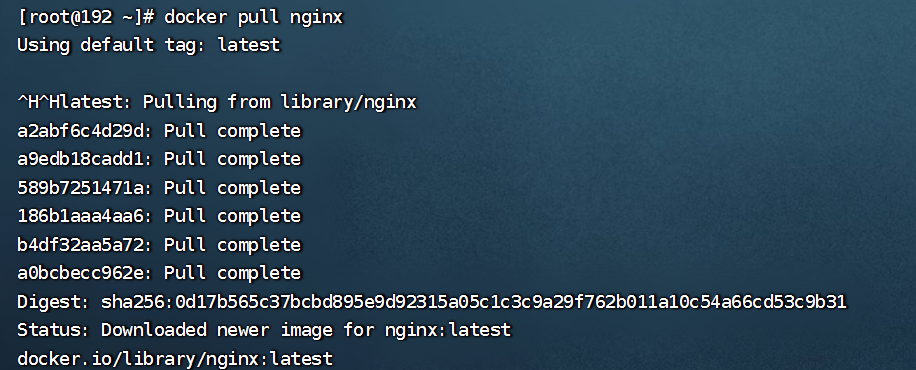 [root@192 ~]# docker pull nginx
Using default tag: latest
^H^Hlatest: Pulling from library/nginx
a2abf6c4d29d: Pull complete
a9edb18cadd1: Pull complete
589b7251471a: Pull complete
186b1aaa4aa6: Pull complete
b4df32aa5a72: Pull complete
a0bcbecc962e: Pull complete
Digest: sha256:0d17b565c37bcbd895e9d92315a05c1c3c9a29f762b011a10c54a66cd53c9b31
Status: Downloaded newer image for nginx:latest
docker.io/library/nginx:latest